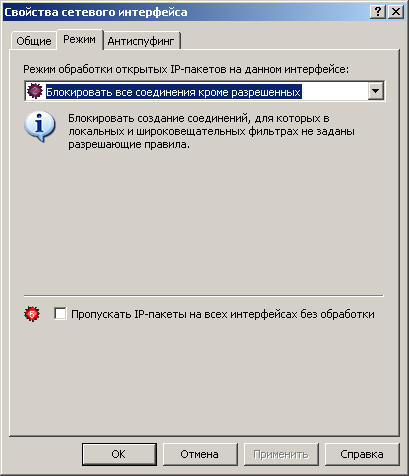 Свойства сетевого интерфейса
Общие Режим Антиспуфинг
Режим обработки открытых IP-пакетов на данном интерфейсе:
Блокировать все соединения кроме разрешенных
Блокировать создание соединений, для которых в
локальных и широковещательных фильтрах не заданы
разрешающие правила.
Пропускать IP-пакеты на всех интерфейсах без обработки
OK Отмена Применить Справка